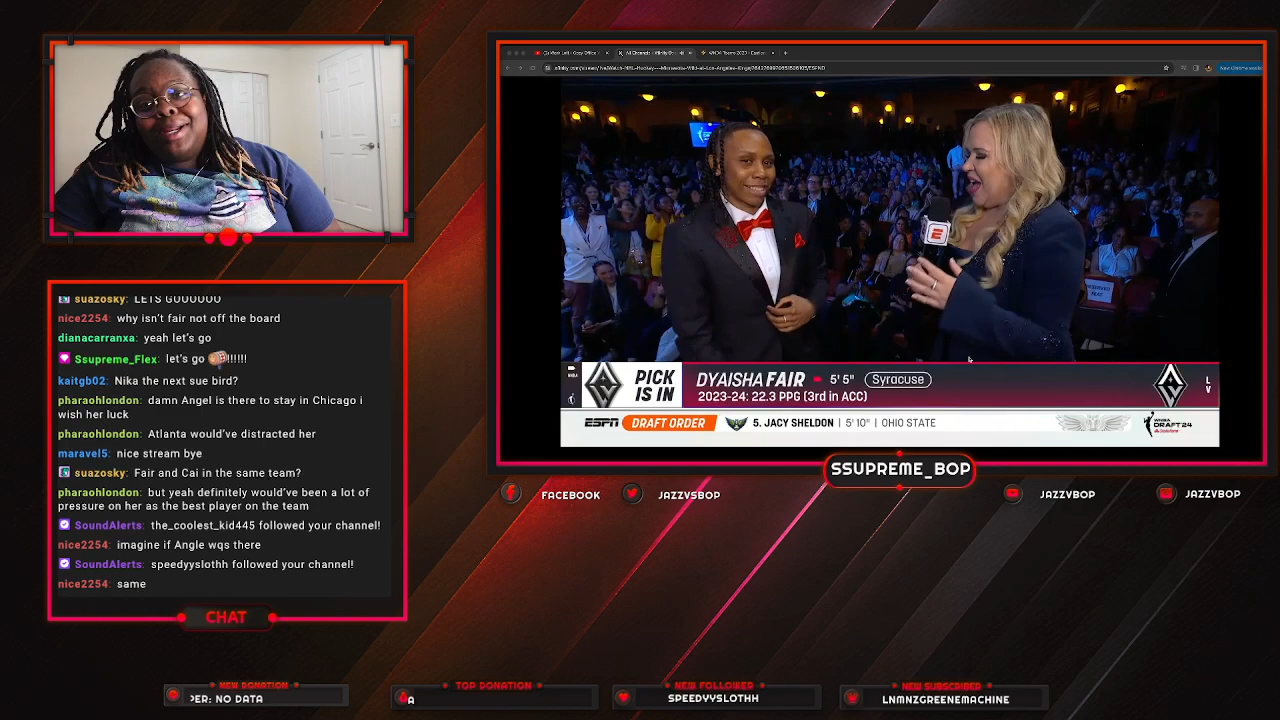 suazosky: LETS GOOOOOO
nice2254: why isn't fair not off the board
dianacarranxa: yeah let's go
Ssupreme_Flex: let's go !!!!!!
kaitgb02: Nika the next sue bird?
pharaohlondon: damn Angel is there to stay in Chicago i
wish her luck
pharaohlondon: Atlanta would've distracted her
maravel5: nice stream bye
suazosky: Fair and Cai in the same team?
pharaohlondon: but yeah definitely would've been a lot of
pressure on her as the best player on the team
SoundAlerts: the_coolest_kid445 followed your channel!
nice2254: imagine if Angle wqs there
SoundAlerts: speedyyslothh followed your channel!
nice2254: same
CHAT
RESERVED
SEAT
PICK
IS IN
DYAISHA FAIR 5' 5" Syracuse
2023-24: 22.3 PPG (3rd in ACC)
L
V
ESPN DRAFT ORDER 5. JACY SHELDON | 5' 10" | OHIO STATE
WNBA
DRAFT 24
SSUPREME_BOP
FACEBOOK
JAZZVSBOP
JAZZVBOP
JAZZVBOP
NEW DONATION
PER: NO DATA
TOP DONATION
A
NEW FOLLOWER
SPEEDYYSLOTHH
NEW SUBSCRIBER
LNMNZGREENEMACHINE